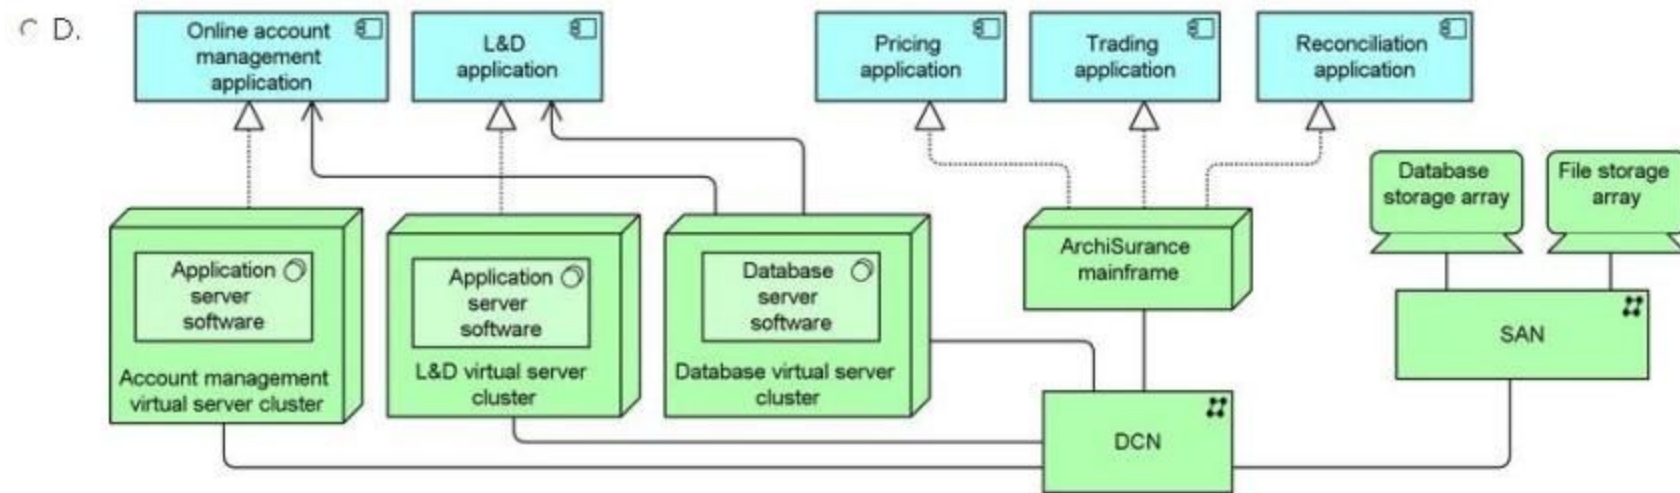 D.
Online account
management
application
L&D
application
Pricing
application
Trading
application
Reconciliation
application
Database
storage array
File storage
array
Application
server
software
Account management
virtual server cluster
Application
server
software
L&D virtual server
cluster
Database
server
software
Database virtual server
cluster
ArchiSurance
mainframe
SAN
DCN